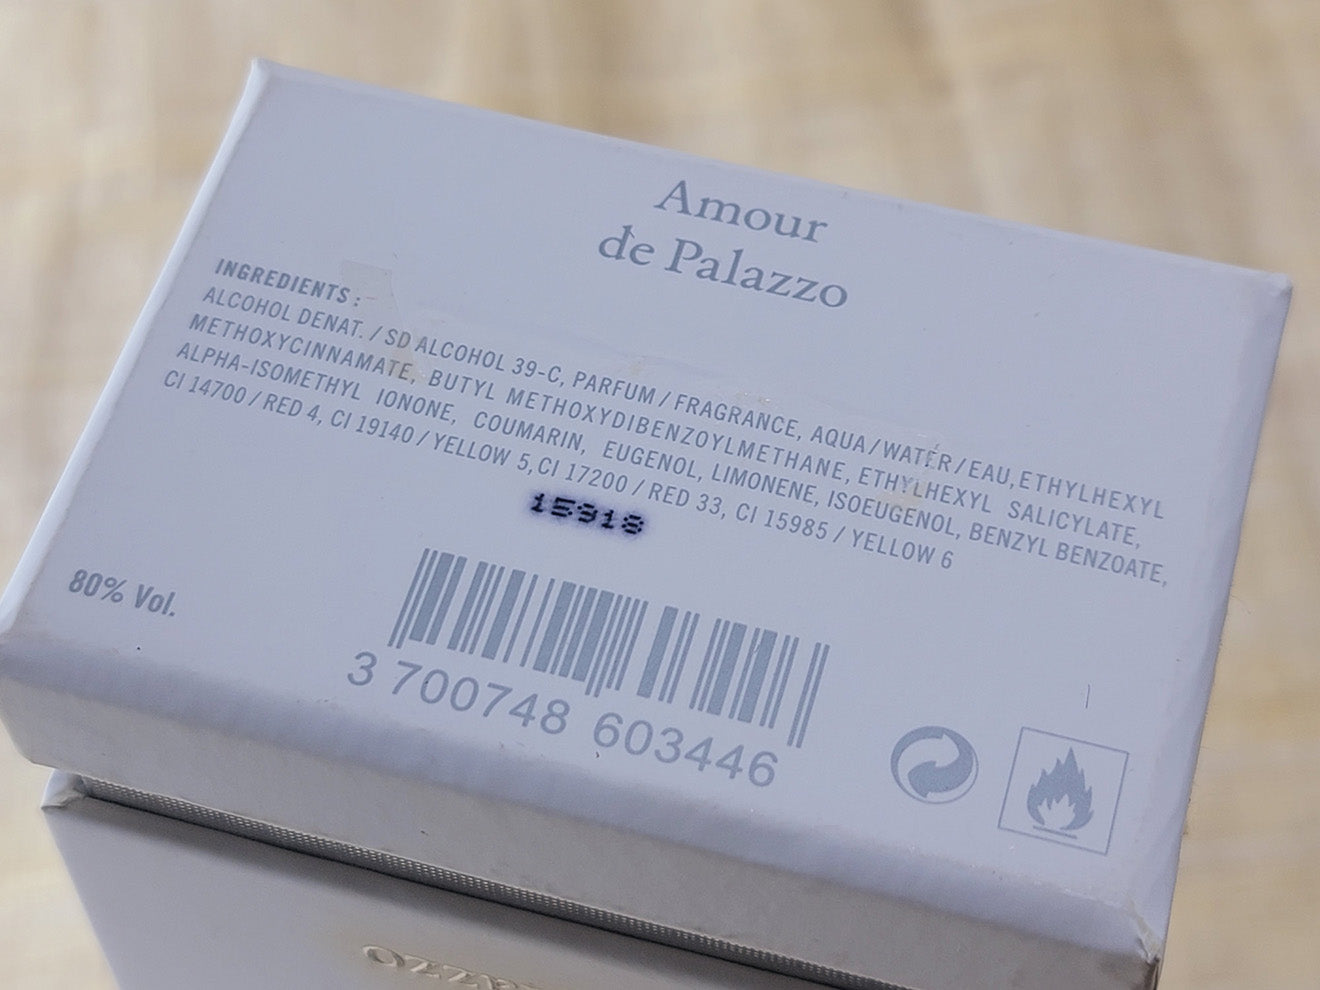 Amour
de Palazzo
INGREDIENTS:
ALCOHOL DENAT. / SD ALCOHOL 39-C, PARFUM / FRAGRANCE, AQUA / WATER / EAU, ETHYLHEXYL
METHOXYCINNAMATE, BUTYL METHOXYDIBENZOYLMETHANE, ETHYLHEXYL SALICYLATE,
ALPHA-ISOMETHYL IONONE, COUMARIN, EUGENOL, LIMONENE, ISOEUGENOL, BENZYL BENZOATE,
CI 14700 / RED 4, CI 19140 / YELLOW 5, CI 17200 / RED 33, CI 15985 / YELLOW 6
80% Vol.
3 700748 603446